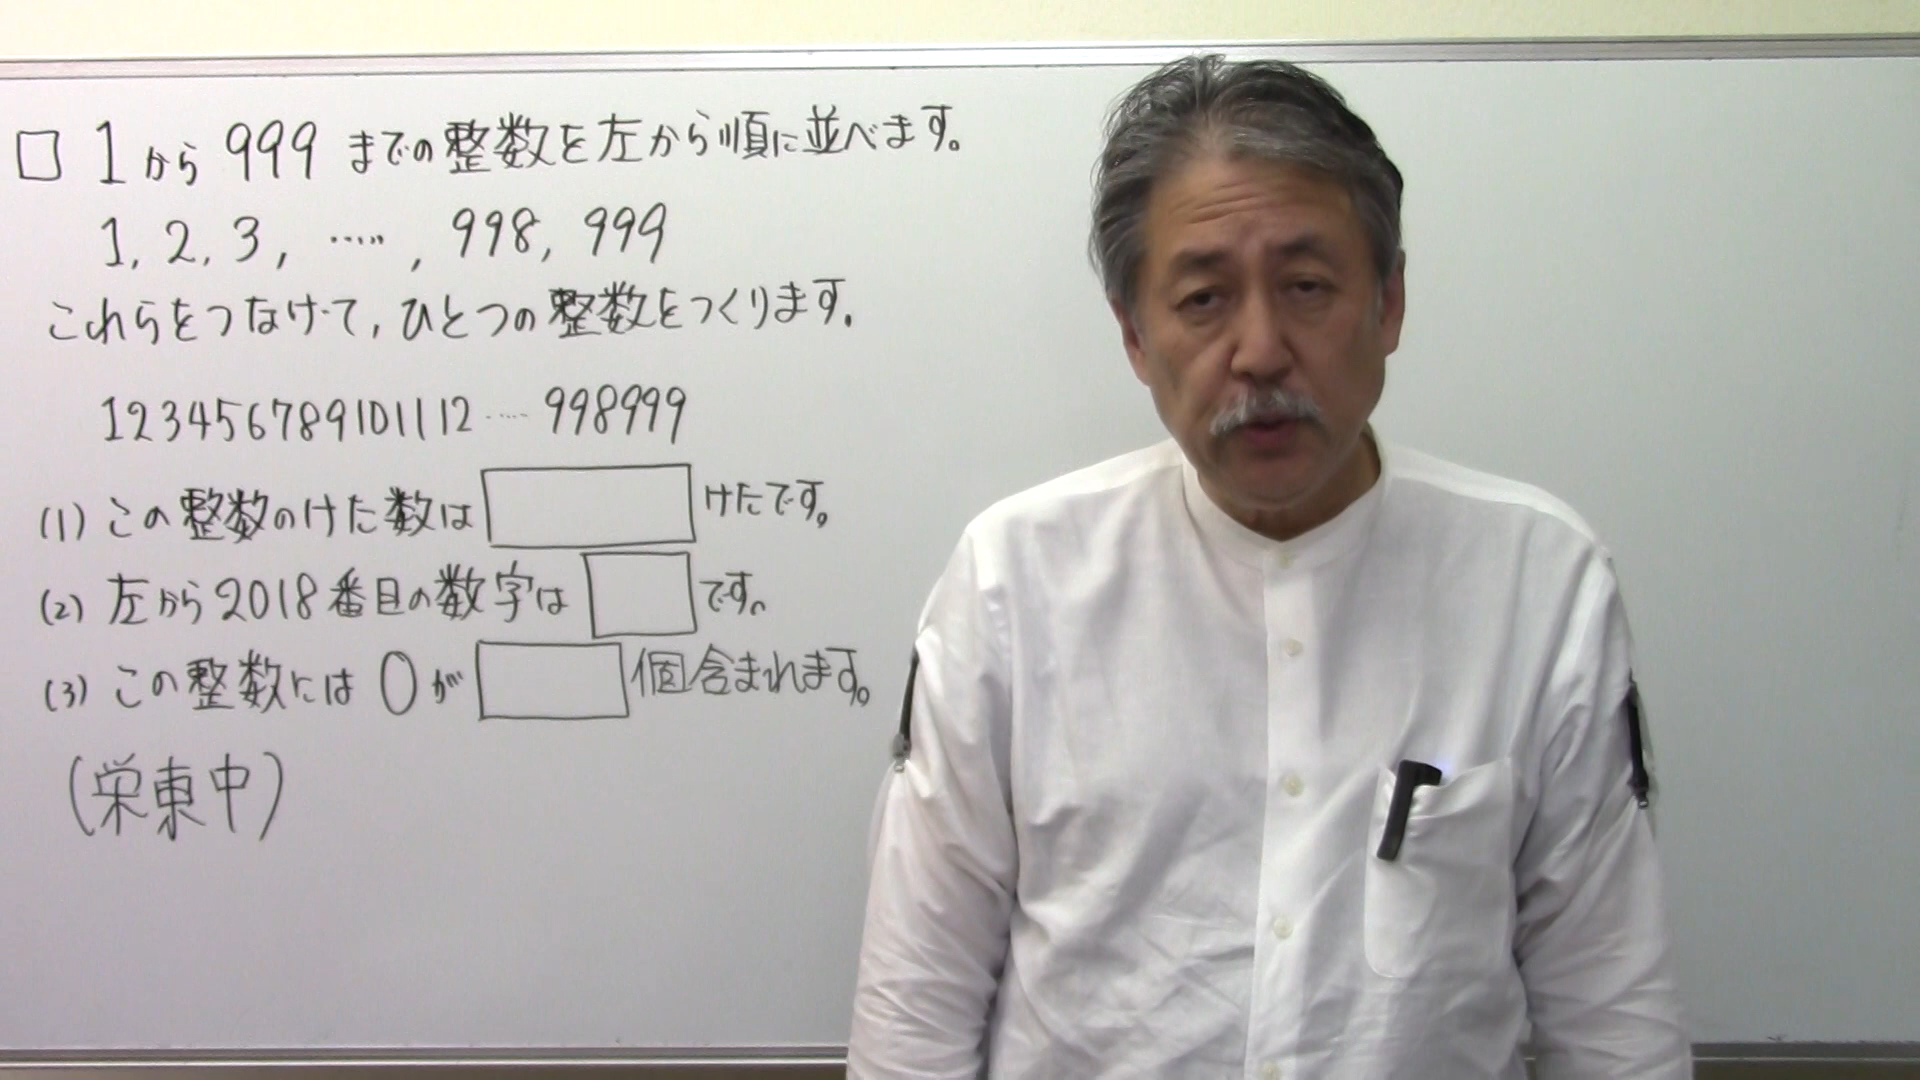 □ 1から999までの整数を左から順に並べます。
1, 2, 3, ……, 998, 999
これらをつなげて, ひとつの整数をつくります.
123456789101112……998999
(1) この整数のけた数は□けたです。
(2) 左から2018番目の数字は□です。
(3) この整数には0が□個含まれます。
(栄東中)